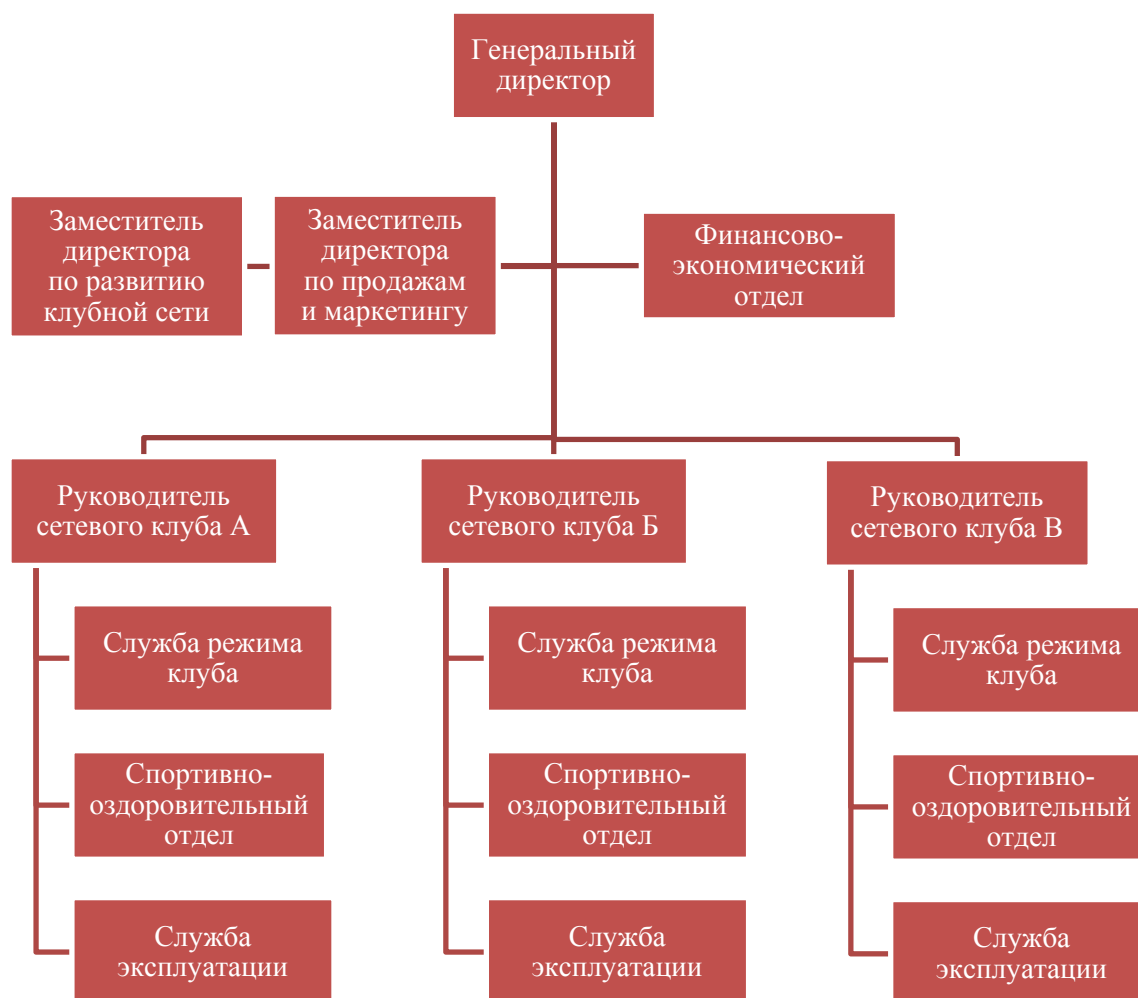 Генеральный
директор
Заместитель
директора
по развитию
клубной сети
Заместитель
директора
по продажам
и маркетингу
Финансово-
экономический
отдел
Руководитель
сетевого клуба А
Руководитель
сетевого клуба Б
Руководитель
сетевого клуба В
Служба режима
клуба
Спортивно-
оздоровительный
отдел
Служба
эксплуатации
Служба режима
клуба
Спортивно-
оздоровительный
отдел
Служба
эксплуатации
Служба режима
клуба
Спортивно-
оздоровительный
отдел
Служба
эксплуатации